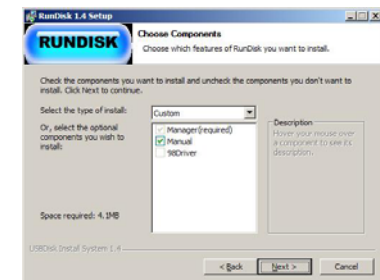 RunDisk 1.4 Setup
RUNDISK
Choose Components
Choose which features of RunDisk you want to install.
Check the components you want to install and uncheck the components you don't want to
install. Click Next to continue.
Select the type of install:
Custom
Or, select the optional
components you wish to
install:
Manager(required)
Manual
98Driver
Description
Hover your mouse over
a component to see its
description.
Space required: 4.1MB
USBDisk Install System 1.4
< Back
Next >
Cancel